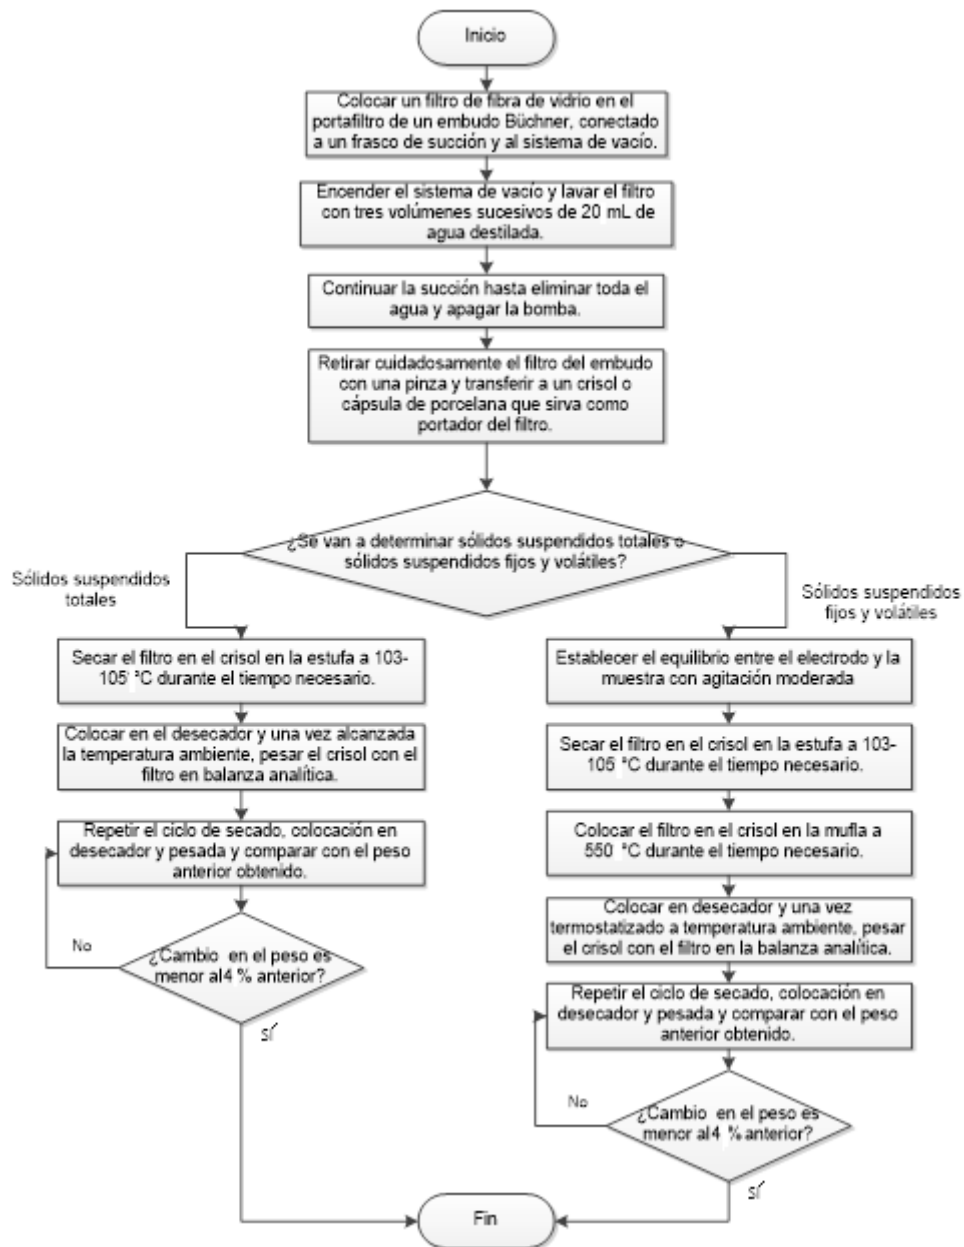 Inicio
Colocar un filtro de fibra de vidrio en el
portafiltro de un embudo Büchner, conectado
a un frasco de succión y al sistema de vacío.
Encender el sistema de vacío y lavar el filtro
con tres volúmenes sucesivos de 20 mL de
agua destilada.
Continuar la succión hasta eliminar toda el
agua y apagar la bomba.
Retirar cuidadosamente el filtro del embudo
con una pinza y transferir a un crisol o
cápsula de porcelana que sirva como
portador del filtro.
¿Se van a determinar sólidos suspendidos totales o
sólidos suspendidos fijos y volátiles?
Sólidos suspendidos
totales
Secar el filtro en el crisol en la estufa a 103-
105 °C durante el tiempo necesario.
Colocar en el desecador y una vez alcanzada
la temperatura ambiente, pesar el crisol con el
filtro en balanza analítica.
Repetir el ciclo de secado, colocación en
desecador y pesada y comparar con el peso
anterior obtenido.
No
¿Cambio en el peso es
menor al4 % anterior?
SÍ
Sólidos suspendidos
fijos y volátiles
Establecer el equilibrio entre el electrodo y la
muestra con agitación moderada
Secar el filtro en el crisol en la estufa a 103-
105 °C durante el tiempo necesario.
Colocar el filtro en el crisol en la mufla a
550 °C durante el tiempo necesario.
Colocar en desecador y una vez
termostatizado a temperatura ambiente, pesar
el crisol con el filtro en la balanza analítica.
Repetir el ciclo de secado, colocación en
desecador y pesada y comparar con el peso
anterior obtenido.
No
¿Cambio en el peso es
menor al4 % anterior?
SÍ
Fin